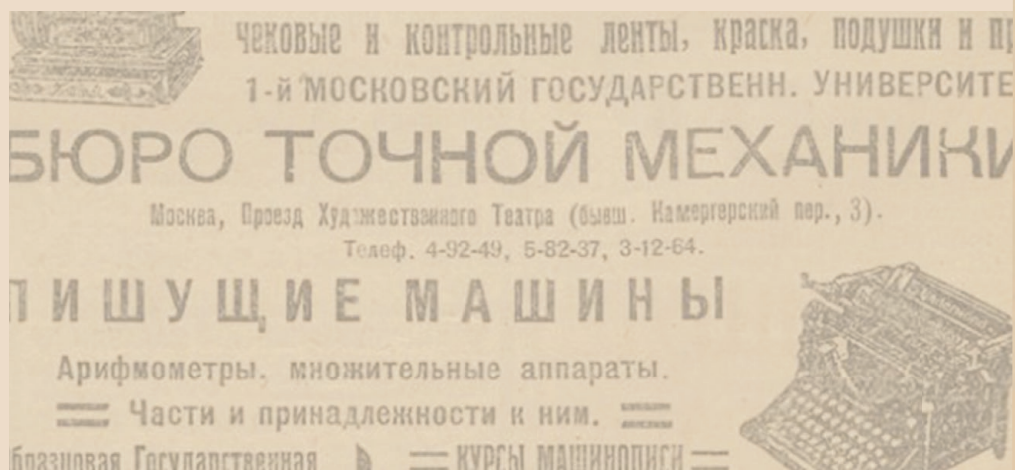 чековые и контрольные ленты, краска, подушки и пр
1-й МОСКОВСКИЙ ГОСУДАРСТВЕНН. УНИВЕРСИТЕ
БЮРО ТОЧНОЙ МЕХАНИКИ
Москва, Проезд Художественного Театра (бывш. Камергерский пер., 3).
Телеф. 4-92-49, 5-82-37, 3-12-64.
ПИШУЩИЕ МАШИНЫ
Арифмометры. множительные аппараты.
Части и принадлежности к ним.
бразцовая Государственная
КУРСЫ МАШИНОПИСИ